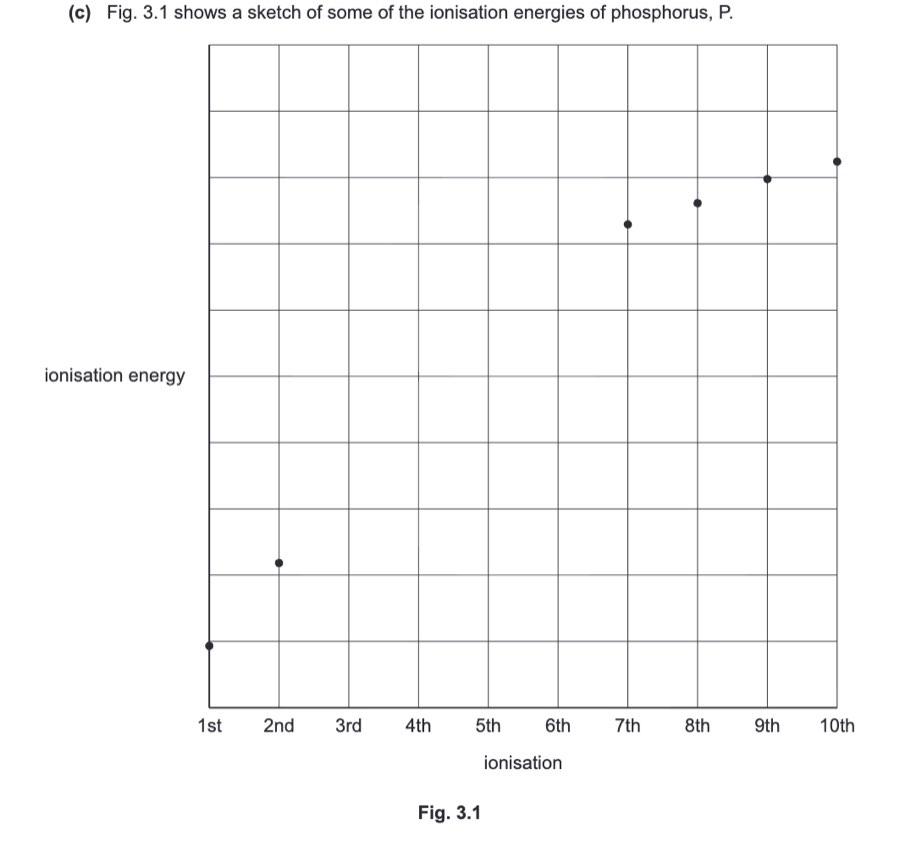 (c) Fig. 3.1 shows a sketch of some of the ionisation energies of phosphorus, P.
ionisation energy
1st 2nd 3rd 4th 5th 6th 7th 8th 9th 10th
ionisation
Fig. 3.1